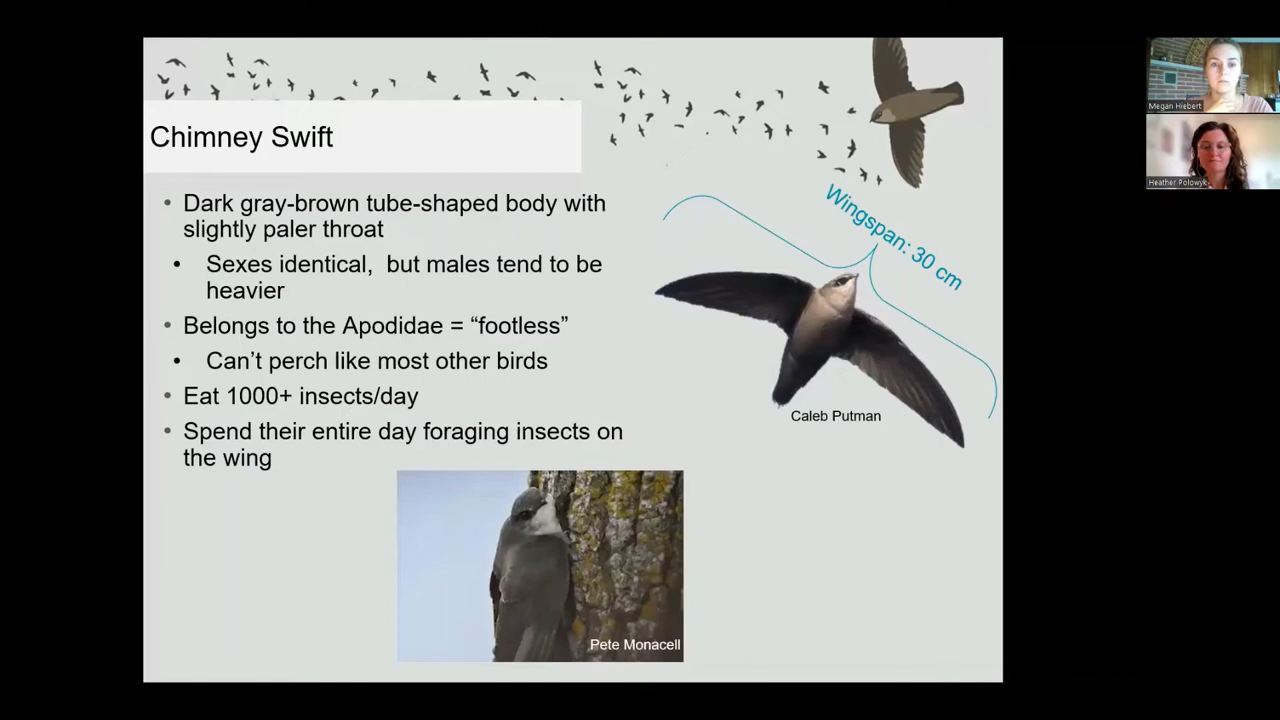 Chimney Swift
• Dark gray-brown tube-shaped body with
slightly paler throat
• Sexes identical, but males tend to be
heavier
• Belongs to the Apodidae = “footless”
• Can’t perch like most other birds
• Eat 1000+ insects/day
• Spend their entire day foraging insects on
the wing
Wingspan: 30 cm
Caleb Putman
Pete Monacell
Megan Hiebert
Heather Polowyk